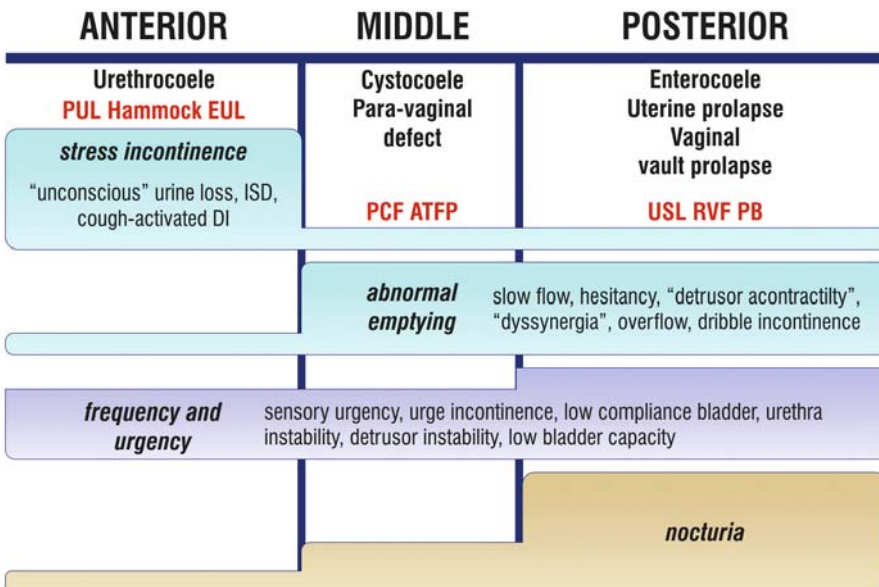 ANTERIOR
MIDDLE
POSTERIOR
Urethrocoele
PUL Hammock EUL
Cystocoele
Para-vaginal
defect
PCF ATFP
Enterocoele
Uterine prolapse
Vaginal
vault prolapse
USL RVF PB
stress incontinence
“unconscious” urine loss, ISD,
cough-activated DI
abnormal
emptying
slow flow, hesitancy, “detrusor acontractilty”,
“dyssynergia”, overflow, dribble incontinence
frequency and
urgency
sensory urgency, urge incontinence, low compliance bladder, urethra
instability, detrusor instability, low bladder capacity
nocturia